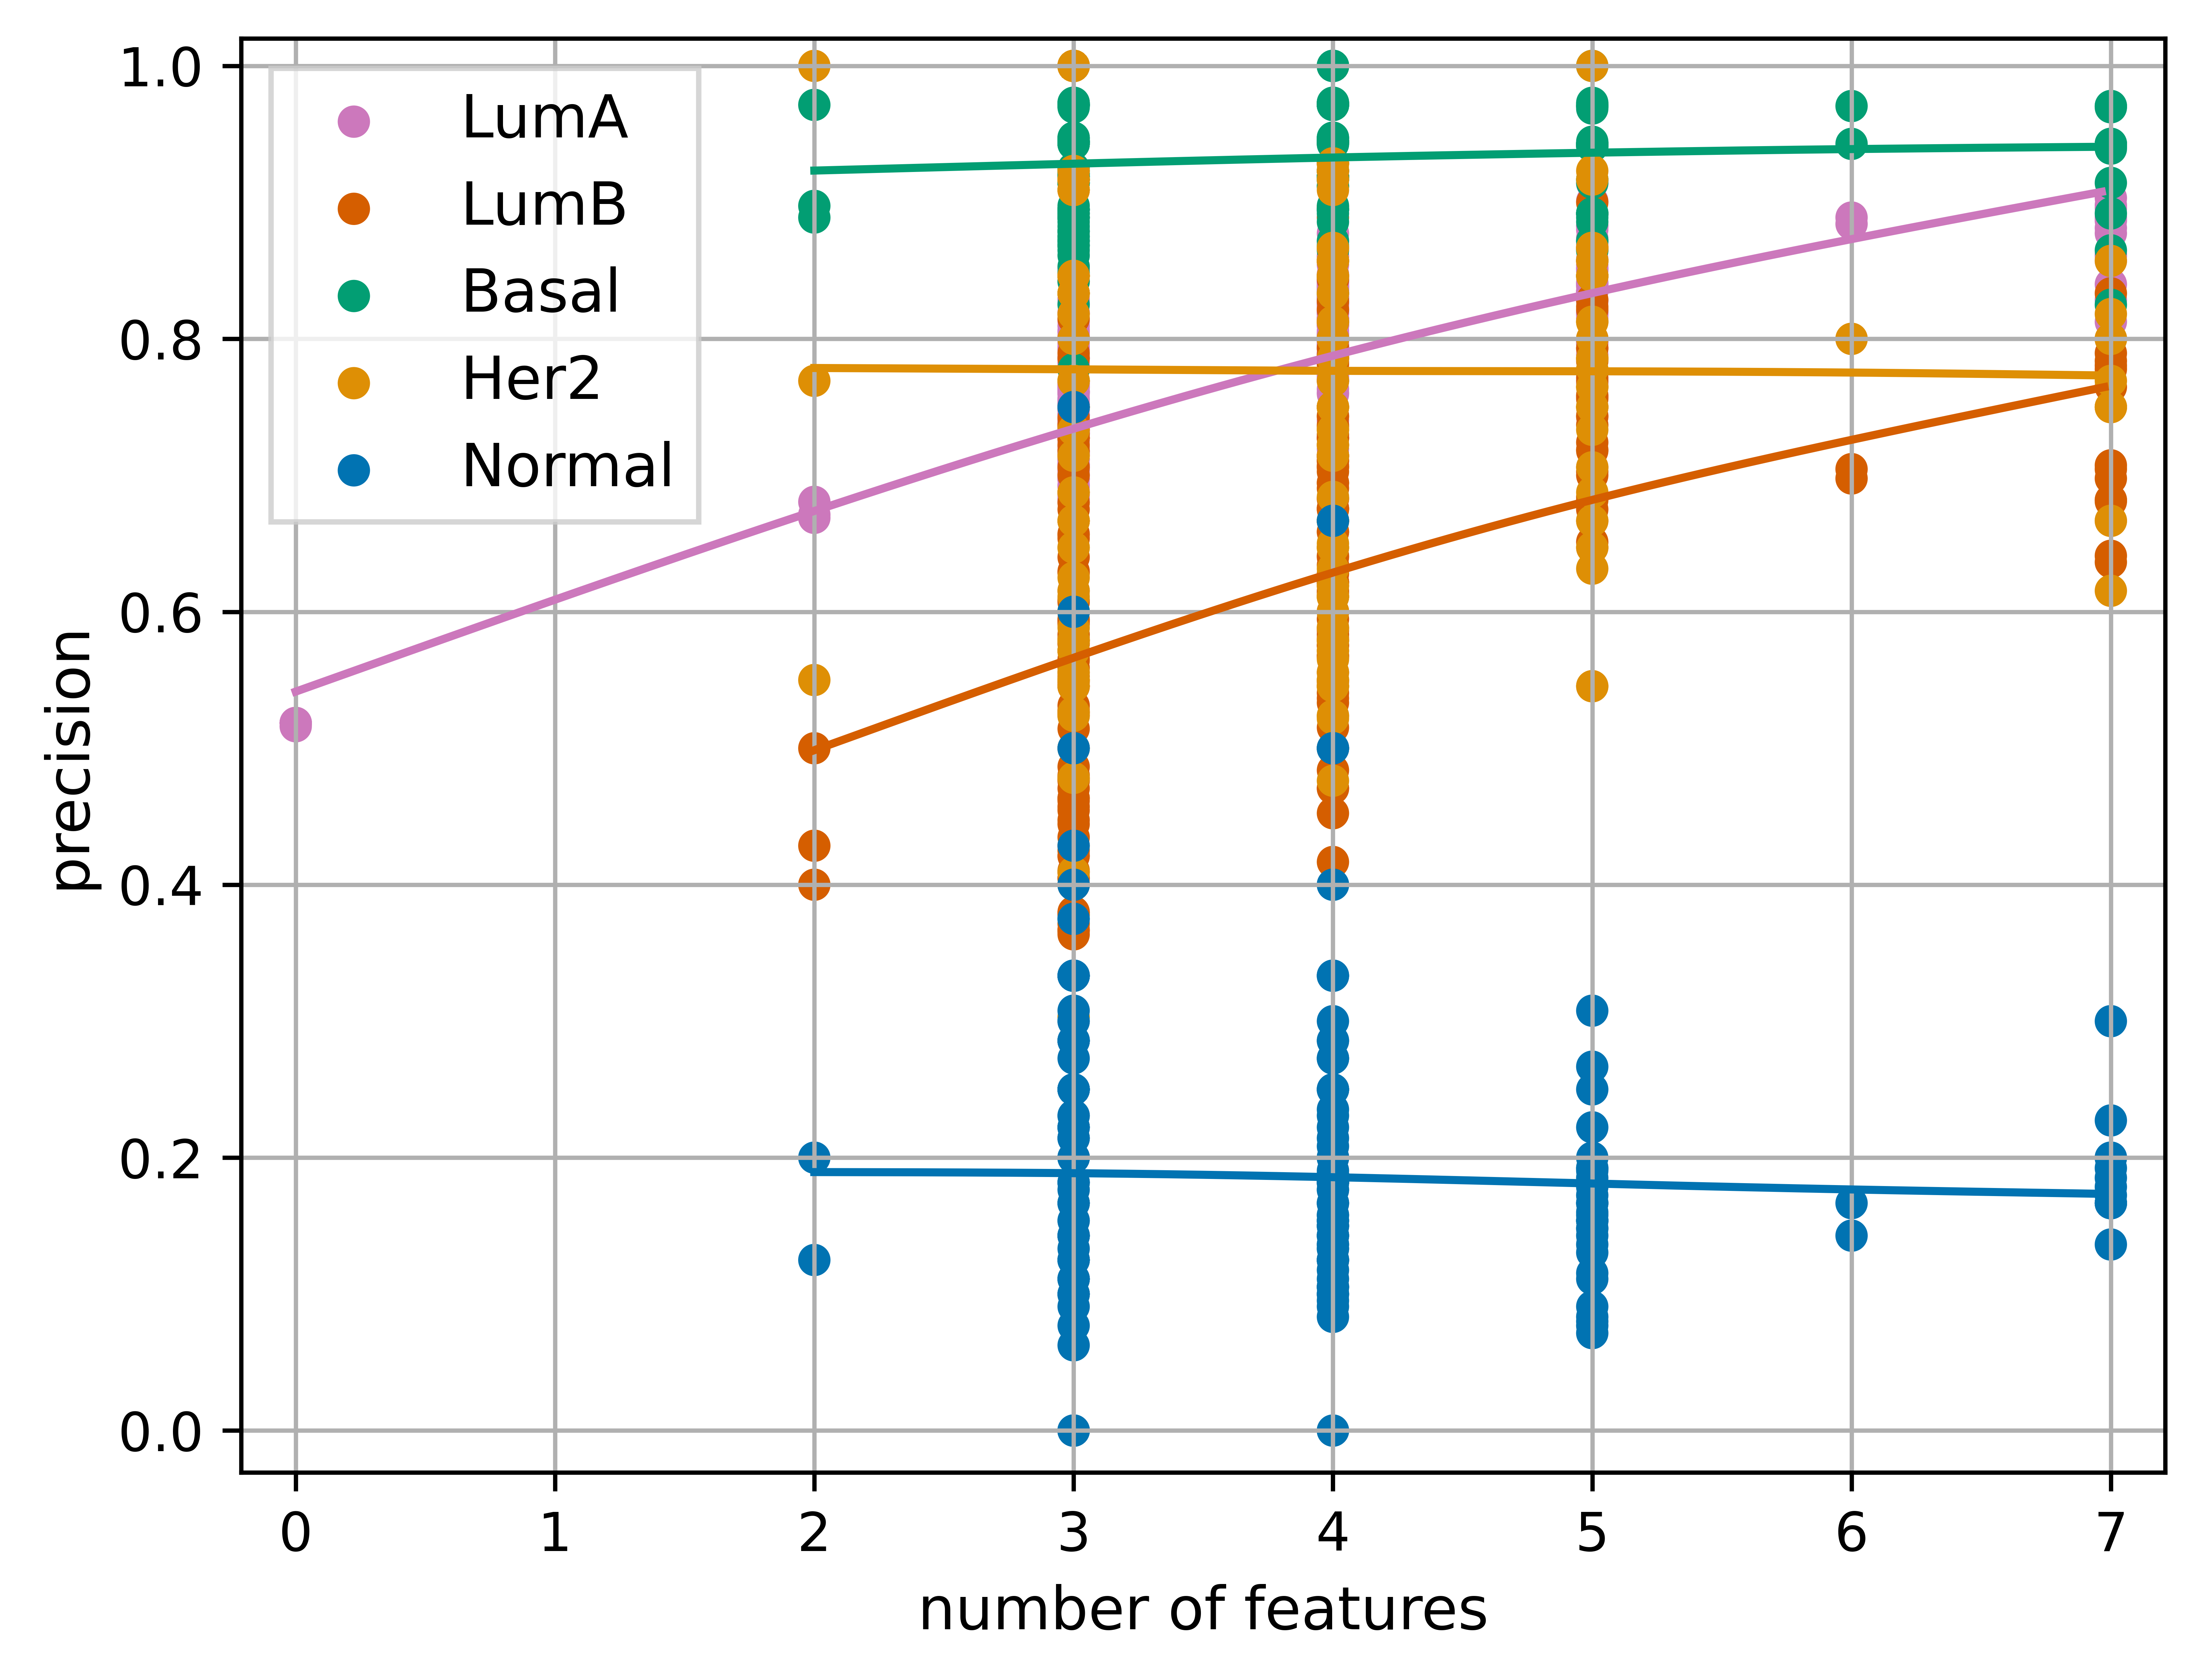 1.0
0.8
0.6
0.4
0.2
0.0
precision
LumA
LumB
Basal
Her2
Normal
0 1 2 3 4 5 6 7
number of features